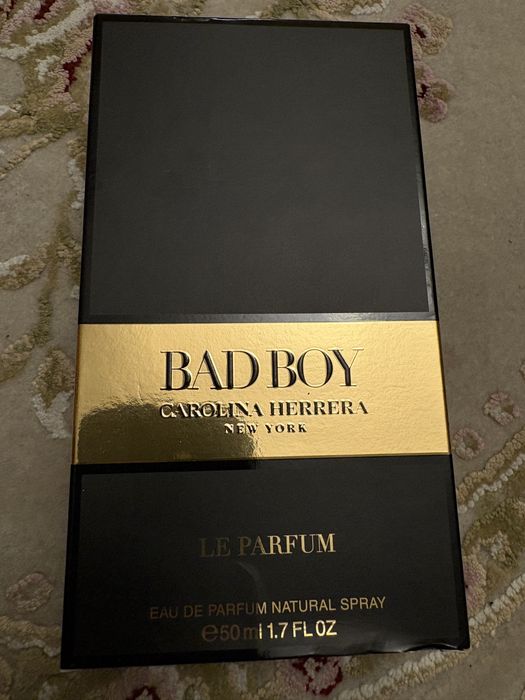 BAD BOY
CAROLINA HERRERA
NEW YORK
LE PARFUM
EAU DE PARFUM NATURAL SPRAY
℮50 ml 1.7 FL OZ